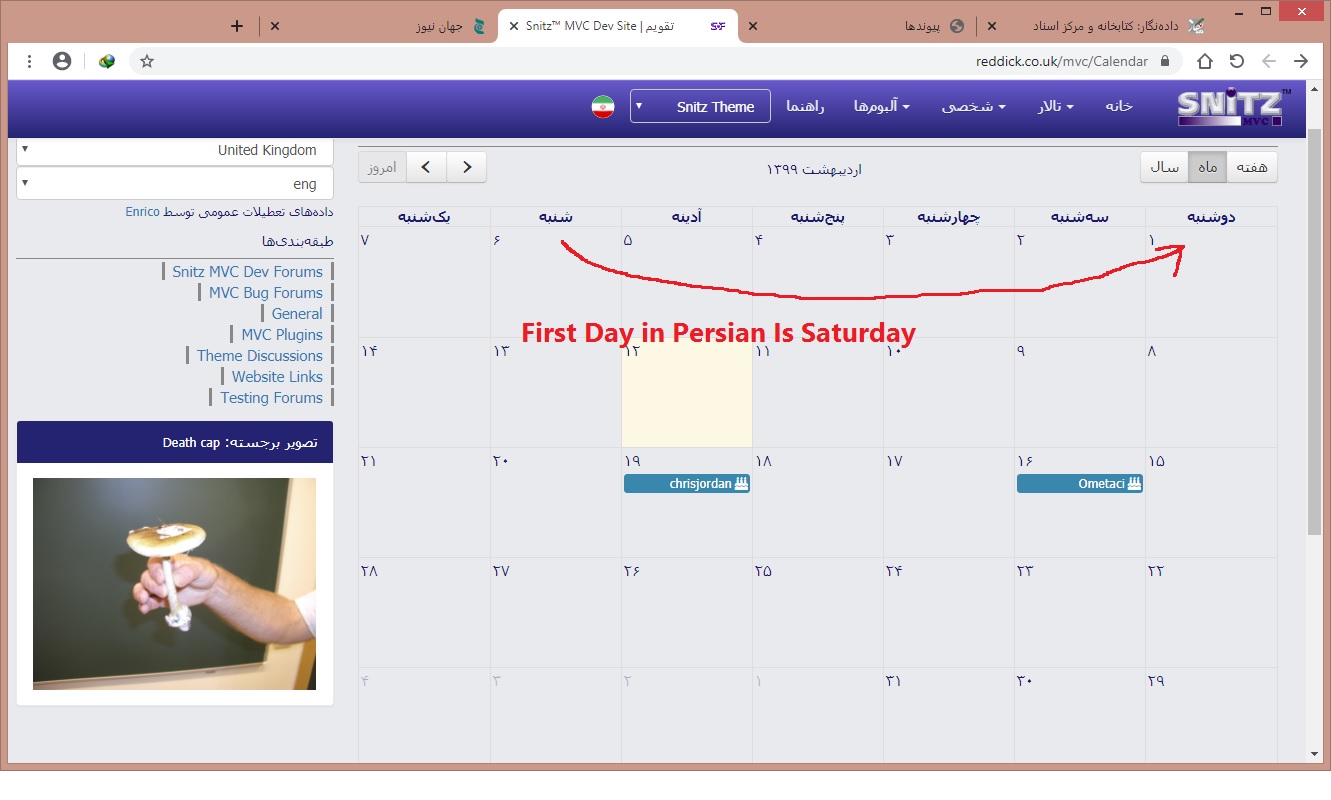 داده‌نگار: کتابخانه و مرکز اسناد
پیوندها
تقویم | Snitz™ MVC Dev Site
جهان نیوز
reddick.co.uk/mvc/Calendar
SNiTZ™
MVC
خانه
تالار
شخصی
آلبوم‌ها
راهنما
Snitz Theme
هفته
ماه
سال
اردیبهشت ۱۳۹۹
امروز
دوشنبه
سه‌شنبه
چهارشنبه
پنج‌شنبه
آدینه
شنبه
یک‌شنبه
۱ ۲ ۳ ۴ ۵ ۶ ۷
First Day in Persian Is Saturday
۸ ۹ ۱۰ ۱۱ ۱۲ ۱۳ ۱۴
۱۵ ۱۶ ۱۷ ۱۸ ۱۹ ۲۰ ۲۱
Ometaci
chrisjordan
۲۲ ۲۳ ۲۴ ۲۵ ۲۶ ۲۷ ۲۸
۲۹ ۳۰ ۳۱ ۱ ۲ ۳ ۴
United Kingdom
eng
داده‌های تعطیلات عمومی توسط Enrico
طبقه‌بندی‌ها
Snitz MVC Dev Forums
MVC Bug Forums
General
MVC Plugins
Theme Discussions
Website Links
Testing Forums
تصویر برجسته: Death cap